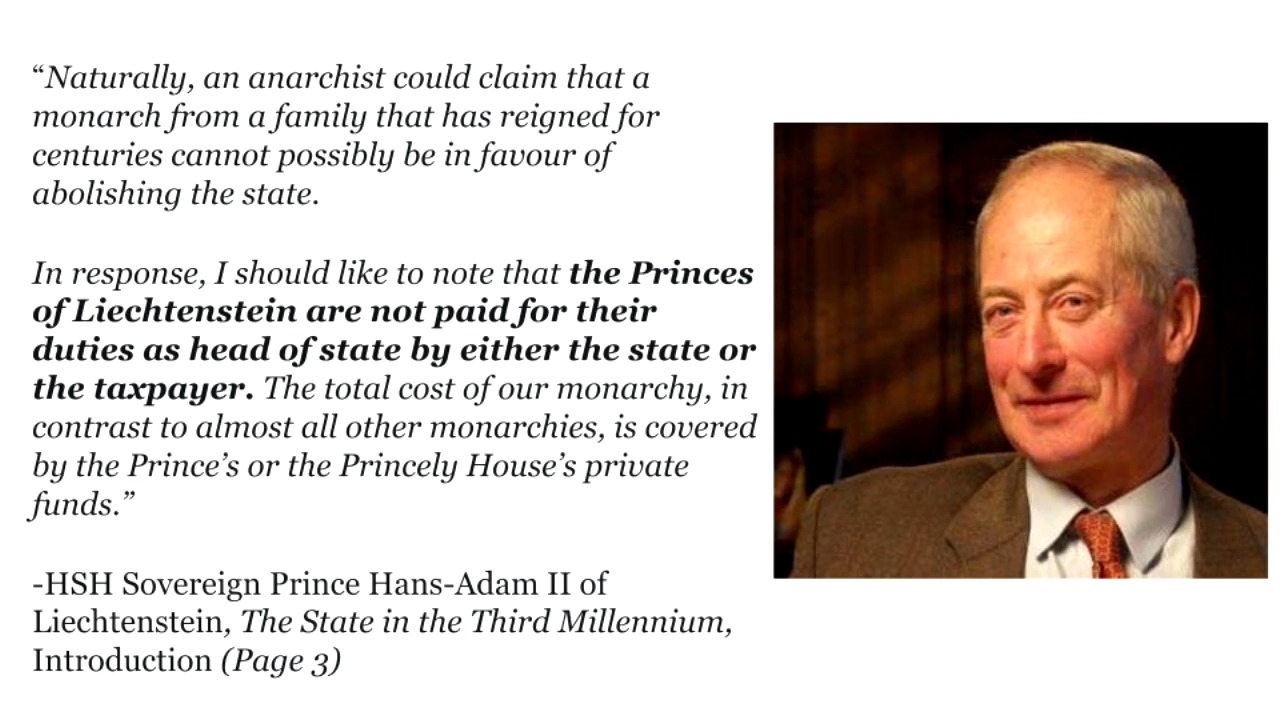 “Naturally, an anarchist could claim that a
monarch from a family that has reigned for
centuries cannot possibly be in favour of
abolishing the state.
In response, I should like to note that the Princes
of Liechtenstein are not paid for their
duties as head of state by either the state or
the taxpayer. The total cost of our monarchy, in
contrast to almost all other monarchies, is covered
by the Prince’s or the Princely House’s private
funds.”
-HSH Sovereign Prince Hans-Adam II of
Liechtenstein, The State in the Third Millennium,
Introduction (Page 3)